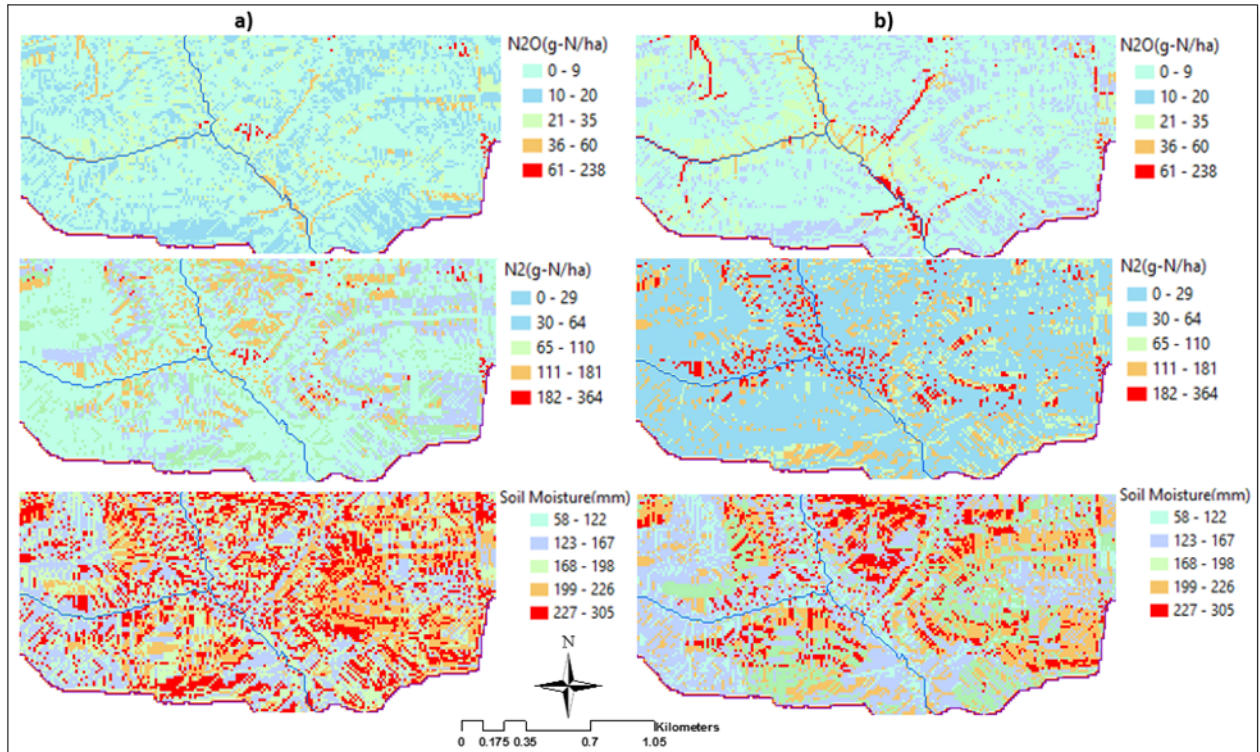 a)
N2O(g-N/ha)
0 - 9
10 - 20
21 - 35
36 - 60
61 - 238
N2(g-N/ha)
0 - 29
30 - 64
65 - 110
111 - 181
182 - 364
Soil Moisture(mm)
58 - 122
123 - 167
168 - 198
199 - 226
227 - 305
b)
N2O(g-N/ha)
0 - 9
10 - 20
21 - 35
36 - 60
61 - 238
N2(g-N/ha)
0 - 29
30 - 64
65 - 110
111 - 181
182 - 364
Soil Moisture(mm)
58 - 122
123 - 167
168 - 198
199 - 226
227 - 305
N
Kilometers
0 0.175 0.35 0.7 1.05